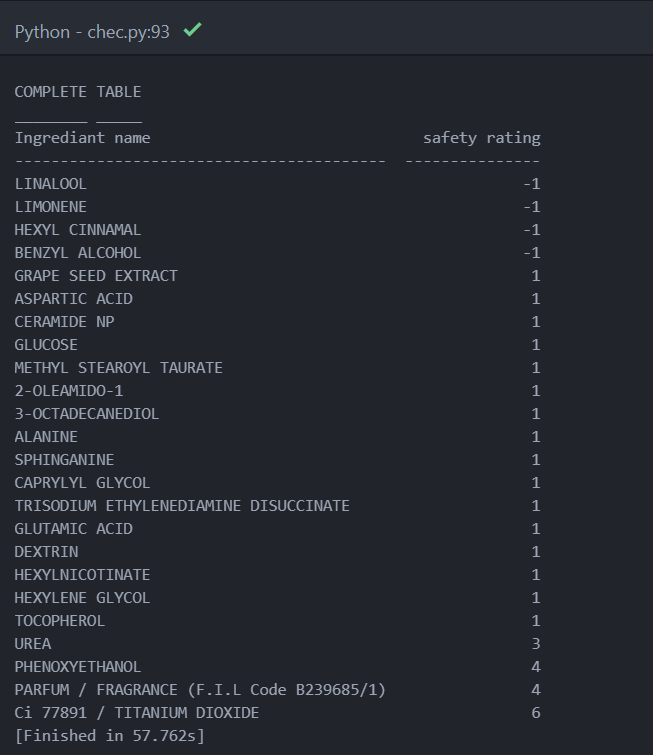 Python - chec.py:93
COMPLETE TABLE
________ _____
Ingrediant name safety rating
----------------------------------------- ---------------
LINALOOL -1
LIMONENE -1
HEXYL CINNAMAL -1
BENZYL ALCOHOL -1
GRAPE SEED EXTRACT 1
ASPARTIC ACID 1
CERAMIDE NP 1
GLUCOSE 1
METHYL STEAROYL TAURATE 1
2-OLEAMIDO-1 1
3-OCTADECANEDIOL 1
ALANINE 1
SPHINGANINE 1
CAPRYLYL GLYCOL 1
TRISODIUM ETHYLENEDIAMINE DISUCCINATE 1
GLUTAMIC ACID 1
DEXTRIN 1
HEXYLNICOTINATE 1
HEXYLENE GLYCOL 1
TOCOPHEROL 1
UREA 3
PHENOXYETHANOL 4
PARFUM / FRAGRANCE (F.I.L Code B239685/1) 4
Ci 77891 / TITANIUM DIOXIDE 6
[Finished in 57.762s]